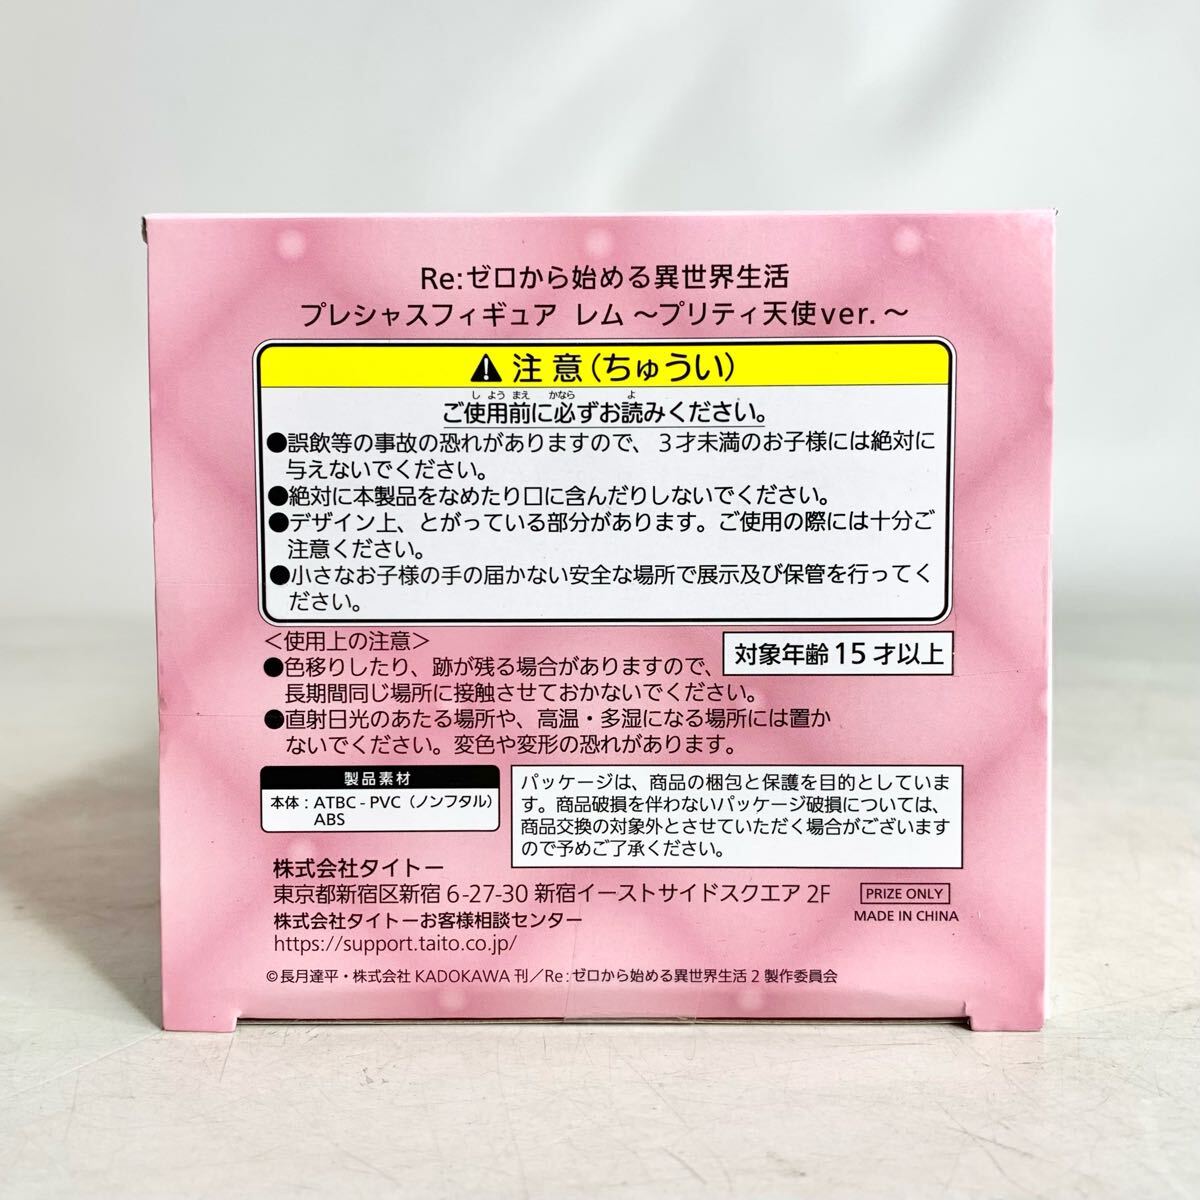 Re:ゼロから始める異世界生活
プレシャスフィギュア レム ～プリティ天使ver.～
注意(ちゅうい)
しようまえ かなら よ
ご使用前に必ずお読みください。
●誤飲等の事故の恐れがありますので、3才未満のお子様には絶対に
与えないでください。
●絶対に本製品をなめたり口に含んだりしないでください。
●デザイン上、とがっている部分があります。ご使用の際には十分ご
注意ください。
●小さなお子様の手の届かない安全な場所で展示及び保管を行ってく
ださい。
＜使用上の注意＞
対象年齢15才以上
●色移りしたり、跡が残る場合がありますので、
長期間同じ場所に接触させておかないでください。
●直射日光のあたる場所や、高温・多湿になる場所には置か
ないでください。変色や変形の恐れがあります。
製品素材
本体：ATBC-PVC（ノンフタル）
ABS
パッケージは、商品の梱包と保護を目的としていま
す。商品破損を伴わないパッケージ破損については、
商品交換の対象外とさせていただく場合がございます
ので予めご了承ください。
株式会社タイトー
東京都新宿区新宿 6-27-30 新宿イーストサイドスクエア 2F
株式会社タイトーお客様相談センター
https://support.taito.co.jp/
PRIZE ONLY
MADE IN CHINA
©長月達平・株式会社 KADOKAWA 刊／Re：ゼロから始める異世界生活2製作委員会